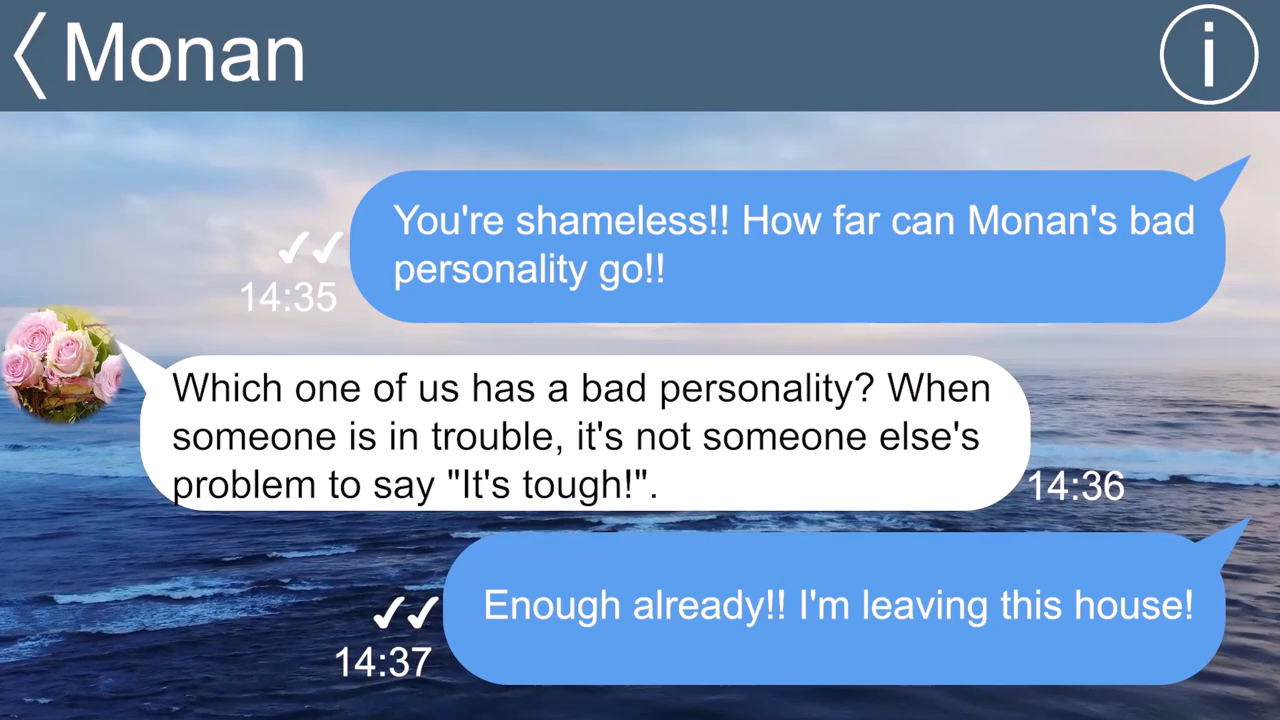 Monan
You're shameless!! How far can Monan's bad
personality go!!
14:35
Which one of us has a bad personality? When
someone is in trouble, it's not someone else's
problem to say "It's tough!".
14:36
Enough already!! I'm leaving this house!
14:37